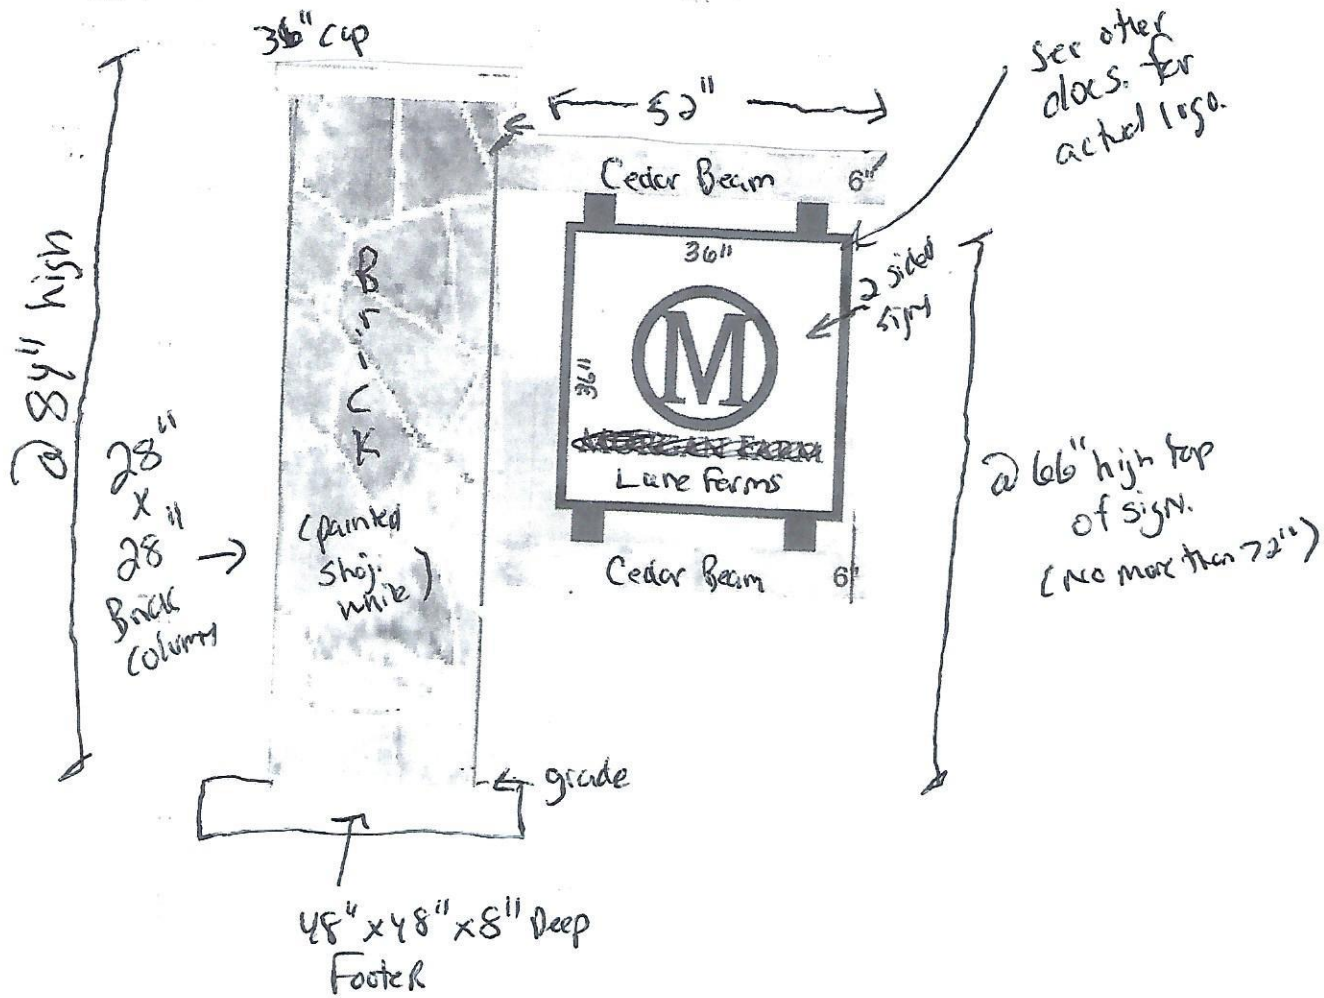 36" Cap
52"
see other
docs. for
actual logo.
Cedar Beam
6"
@ 84" high
36"
2 sided
sign
B
r
i
C
K
M
36"
Lane Farms
28"
x
28"
Brick
Column
(painted
Shoji
white)
@ 66" high top
of sign.
(No more than 72")
Cedar Beam
6"
grade
48" x 48" x 8" Deep
Footer